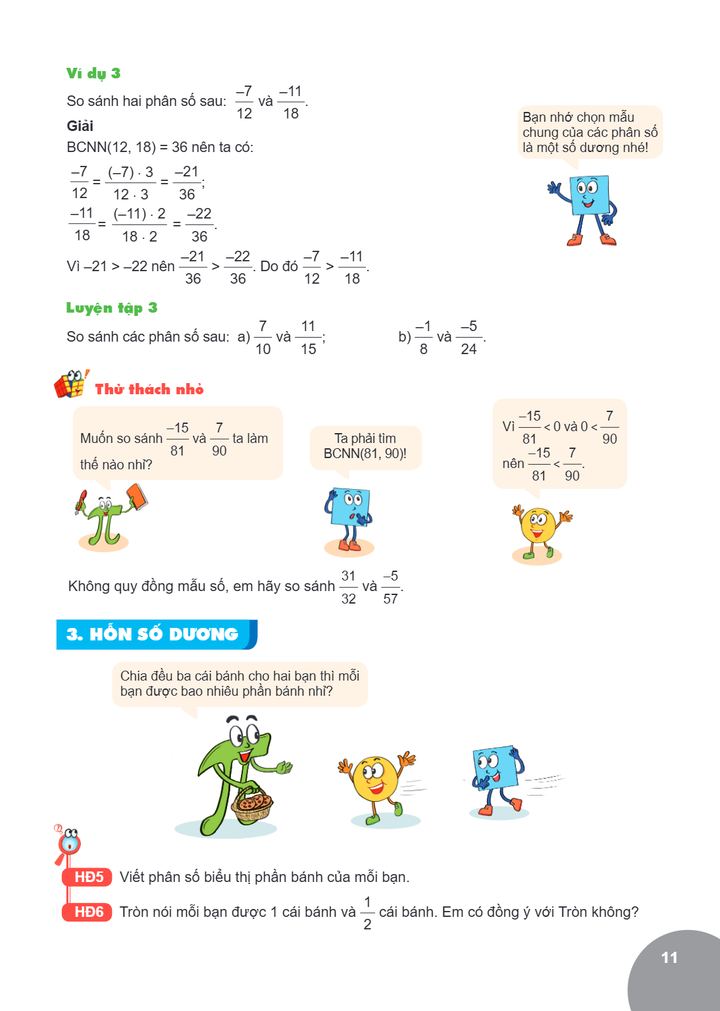 Ví dụ 3
So sánh hai phân số sau: –7/12 và –11/18.
Giải
BCNN(12, 18) = 36 nên ta có:
–7/12 = (–7) · 3/12 · 3 = –21/36;
–11/18 = (–11) · 2/18 · 2 = –22/36.
Vì –21 > –22 nên –21/36 > –22/36. Do đó –7/12 > –11/18.
Bạn nhớ chọn mẫu
chung của các phân số
là một số dương nhé!
Luyện tập 3
So sánh các phân số sau: a) 7/10 và 11/15; b) –1/8 và –5/24.
Thử thách nhỏ
Muốn so sánh –15/81 và 7/90 ta làm
thế nào nhỉ?
Ta phải tìm
BCNN(81, 90)!
Vì –15/81 < 0 và 0 < 7/90
nên –15/81 < 7/90.
Không quy đồng mẫu số, em hãy so sánh 31/32 và –5/57.
3. HỖN SỐ DƯƠNG
Chia đều ba cái bánh cho hai bạn thì mỗi
bạn được bao nhiêu phần bánh nhỉ?
HĐ5 Viết phân số biểu thị phần bánh của mỗi bạn.
HĐ6 Tròn nói mỗi bạn được 1 cái bánh và 1/2 cái bánh. Em có đồng ý với Tròn không?
11